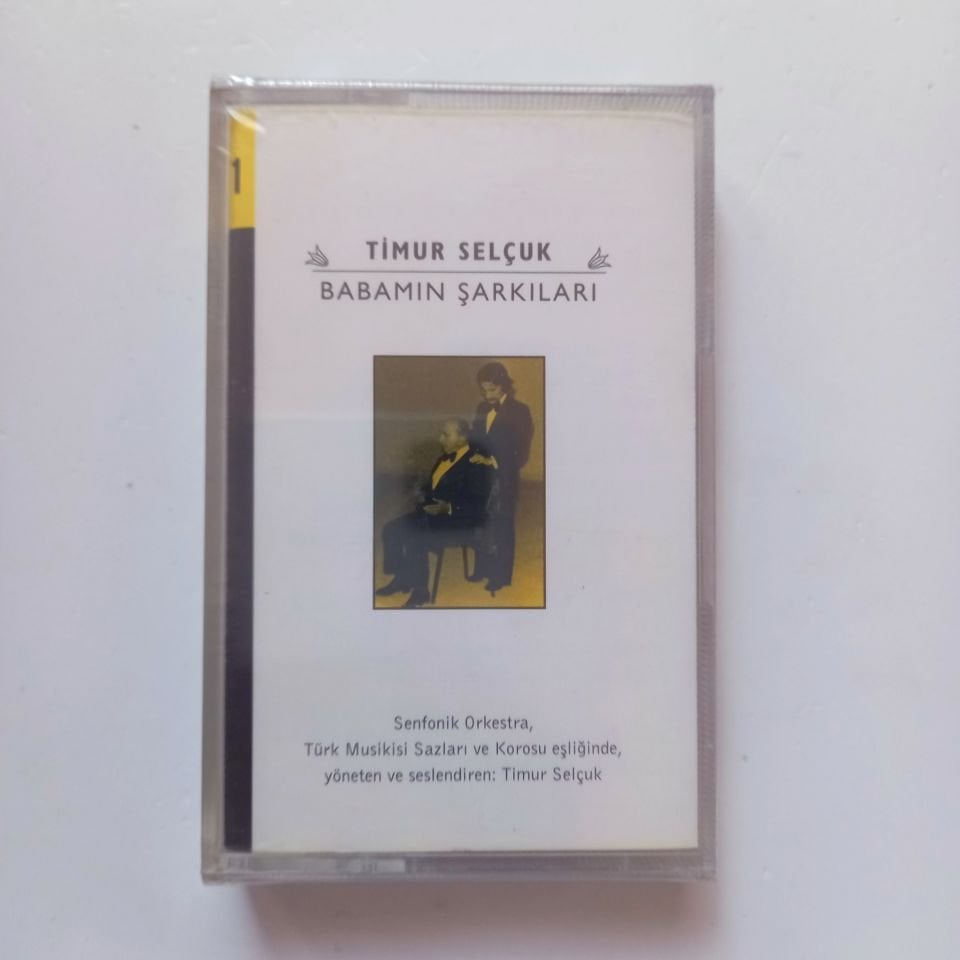 1
TİMUR SELÇUK
BABAMIN ŞARKILARI
Senfonik Orkestra,
Türk Musikisi Sazları ve Korosu eşliğinde,
yöneten ve seslendiren: Timur Selçuk